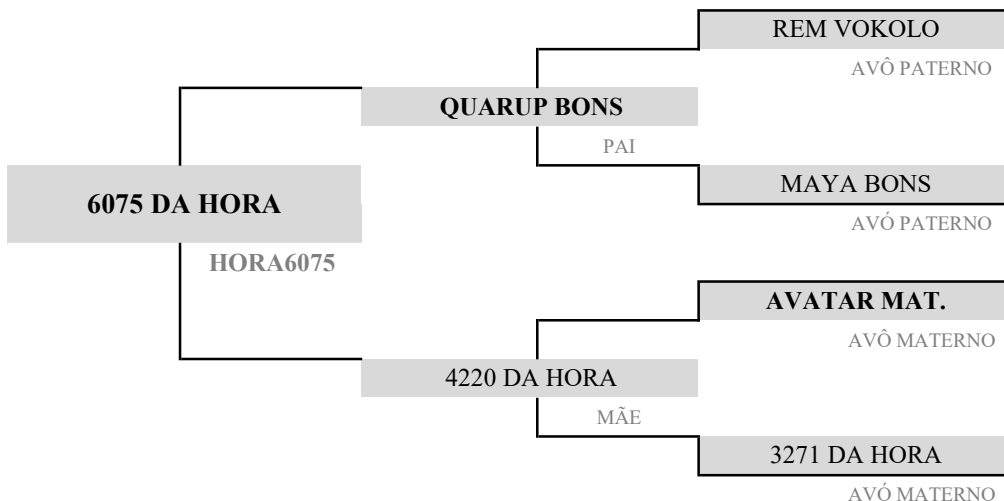 REM VOKOLO
AVÔ PATERNO
QUARUP BONS
PAI
MAYA BONS
AVÓ PATERNO
6075 DA HORA
HORA6075
AVATAR MAT.
AVÔ MATERNO
4220 DA HORA
MÃE
3271 DA HORA
AVÓ MATERNO